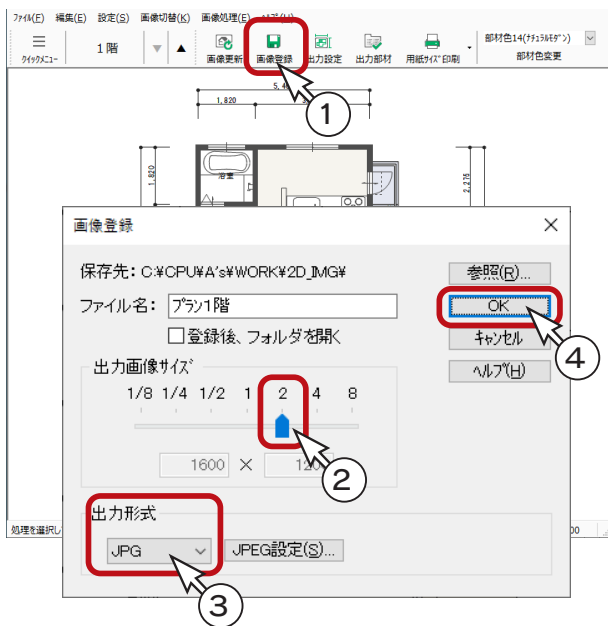 ファイル(F) 編集(E) 設定(S) 画像切替(K) 画像処理(E) ヘルプ(H)
クイックメニュー 1階 ▼ ▲ 画像更新 画像登録 出力設定 出力部材 用紙サイズ印刷 部材色14(ナチュラルモダン) 部材色変更
1
1,820
1,820
浴室
2,275
画像登録
保存先: C:¥CPU¥A's¥WORK¥2D_IMG¥ 参照(R)...
ファイル名: プラン1階 OK
登録後、フォルダを開く キャンセル
4
出力画像サイズ ヘルプ(H)
1/8 1/4 1/2 1 2 4 8
1600 ×
2
出力形式
処理を選択し
JPG JPEG設定(S)...
3